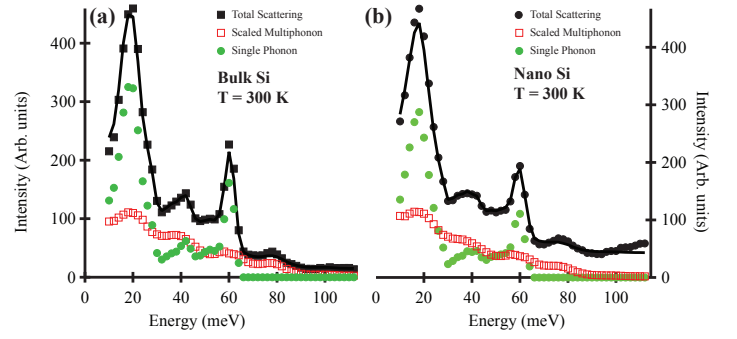 (a)
Total Scattering
Scaled Multiphonon
Single Phonon
Bulk Si
T = 300 K
Intensity (Arb. units)
400
300
200
100
0
0
20
40
60
80
100
Energy (meV)
(b)
Total Scattering
Scaled Multiphonon
Single Phonon
Nano Si
T = 300 K
Intensity (Arb. units)
400
300
200
100
0
0
20
40
60
80
100
Energy (meV)